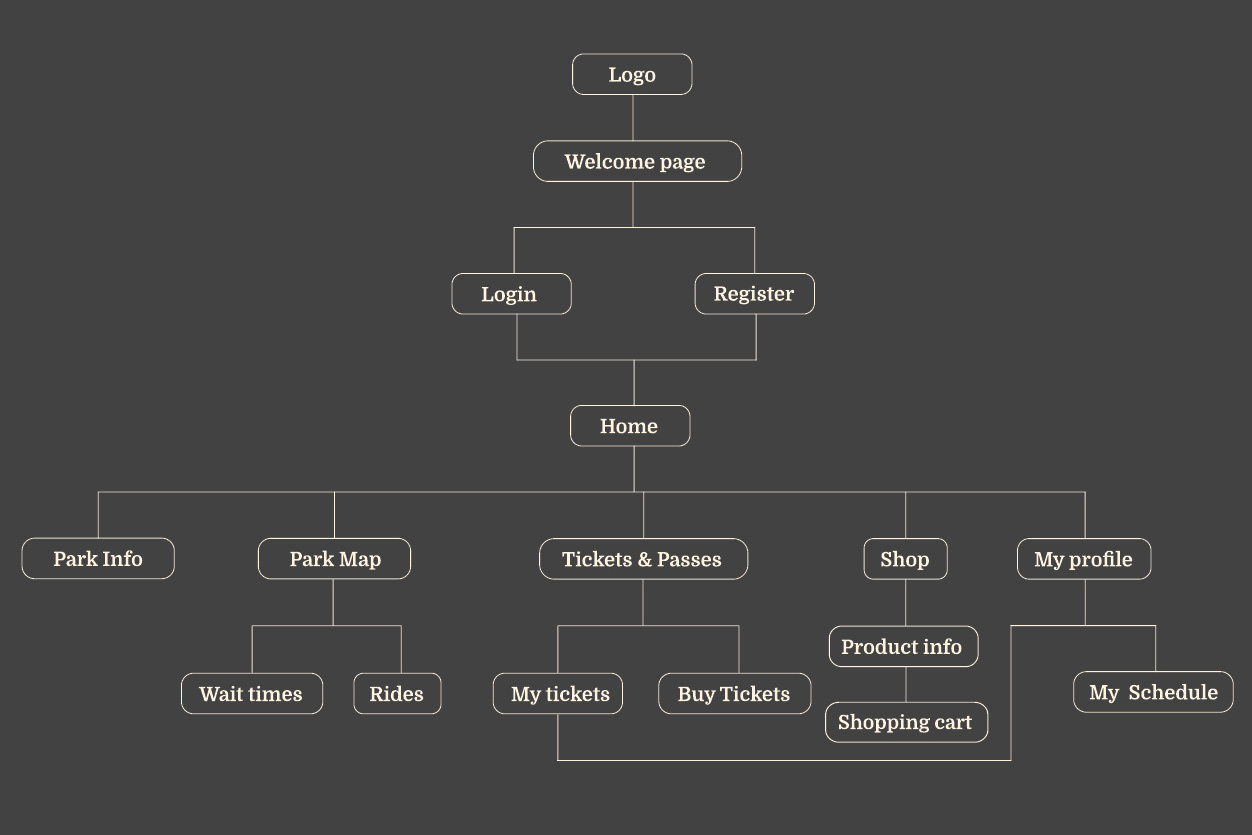 Logo
Welcome page
Login
Register
Home
Park Info
Park Map
Tickets & Passes
Shop
My profile
Product info
Wait times
Rides
My tickets
Buy Tickets
My  Schedule
Shopping cart